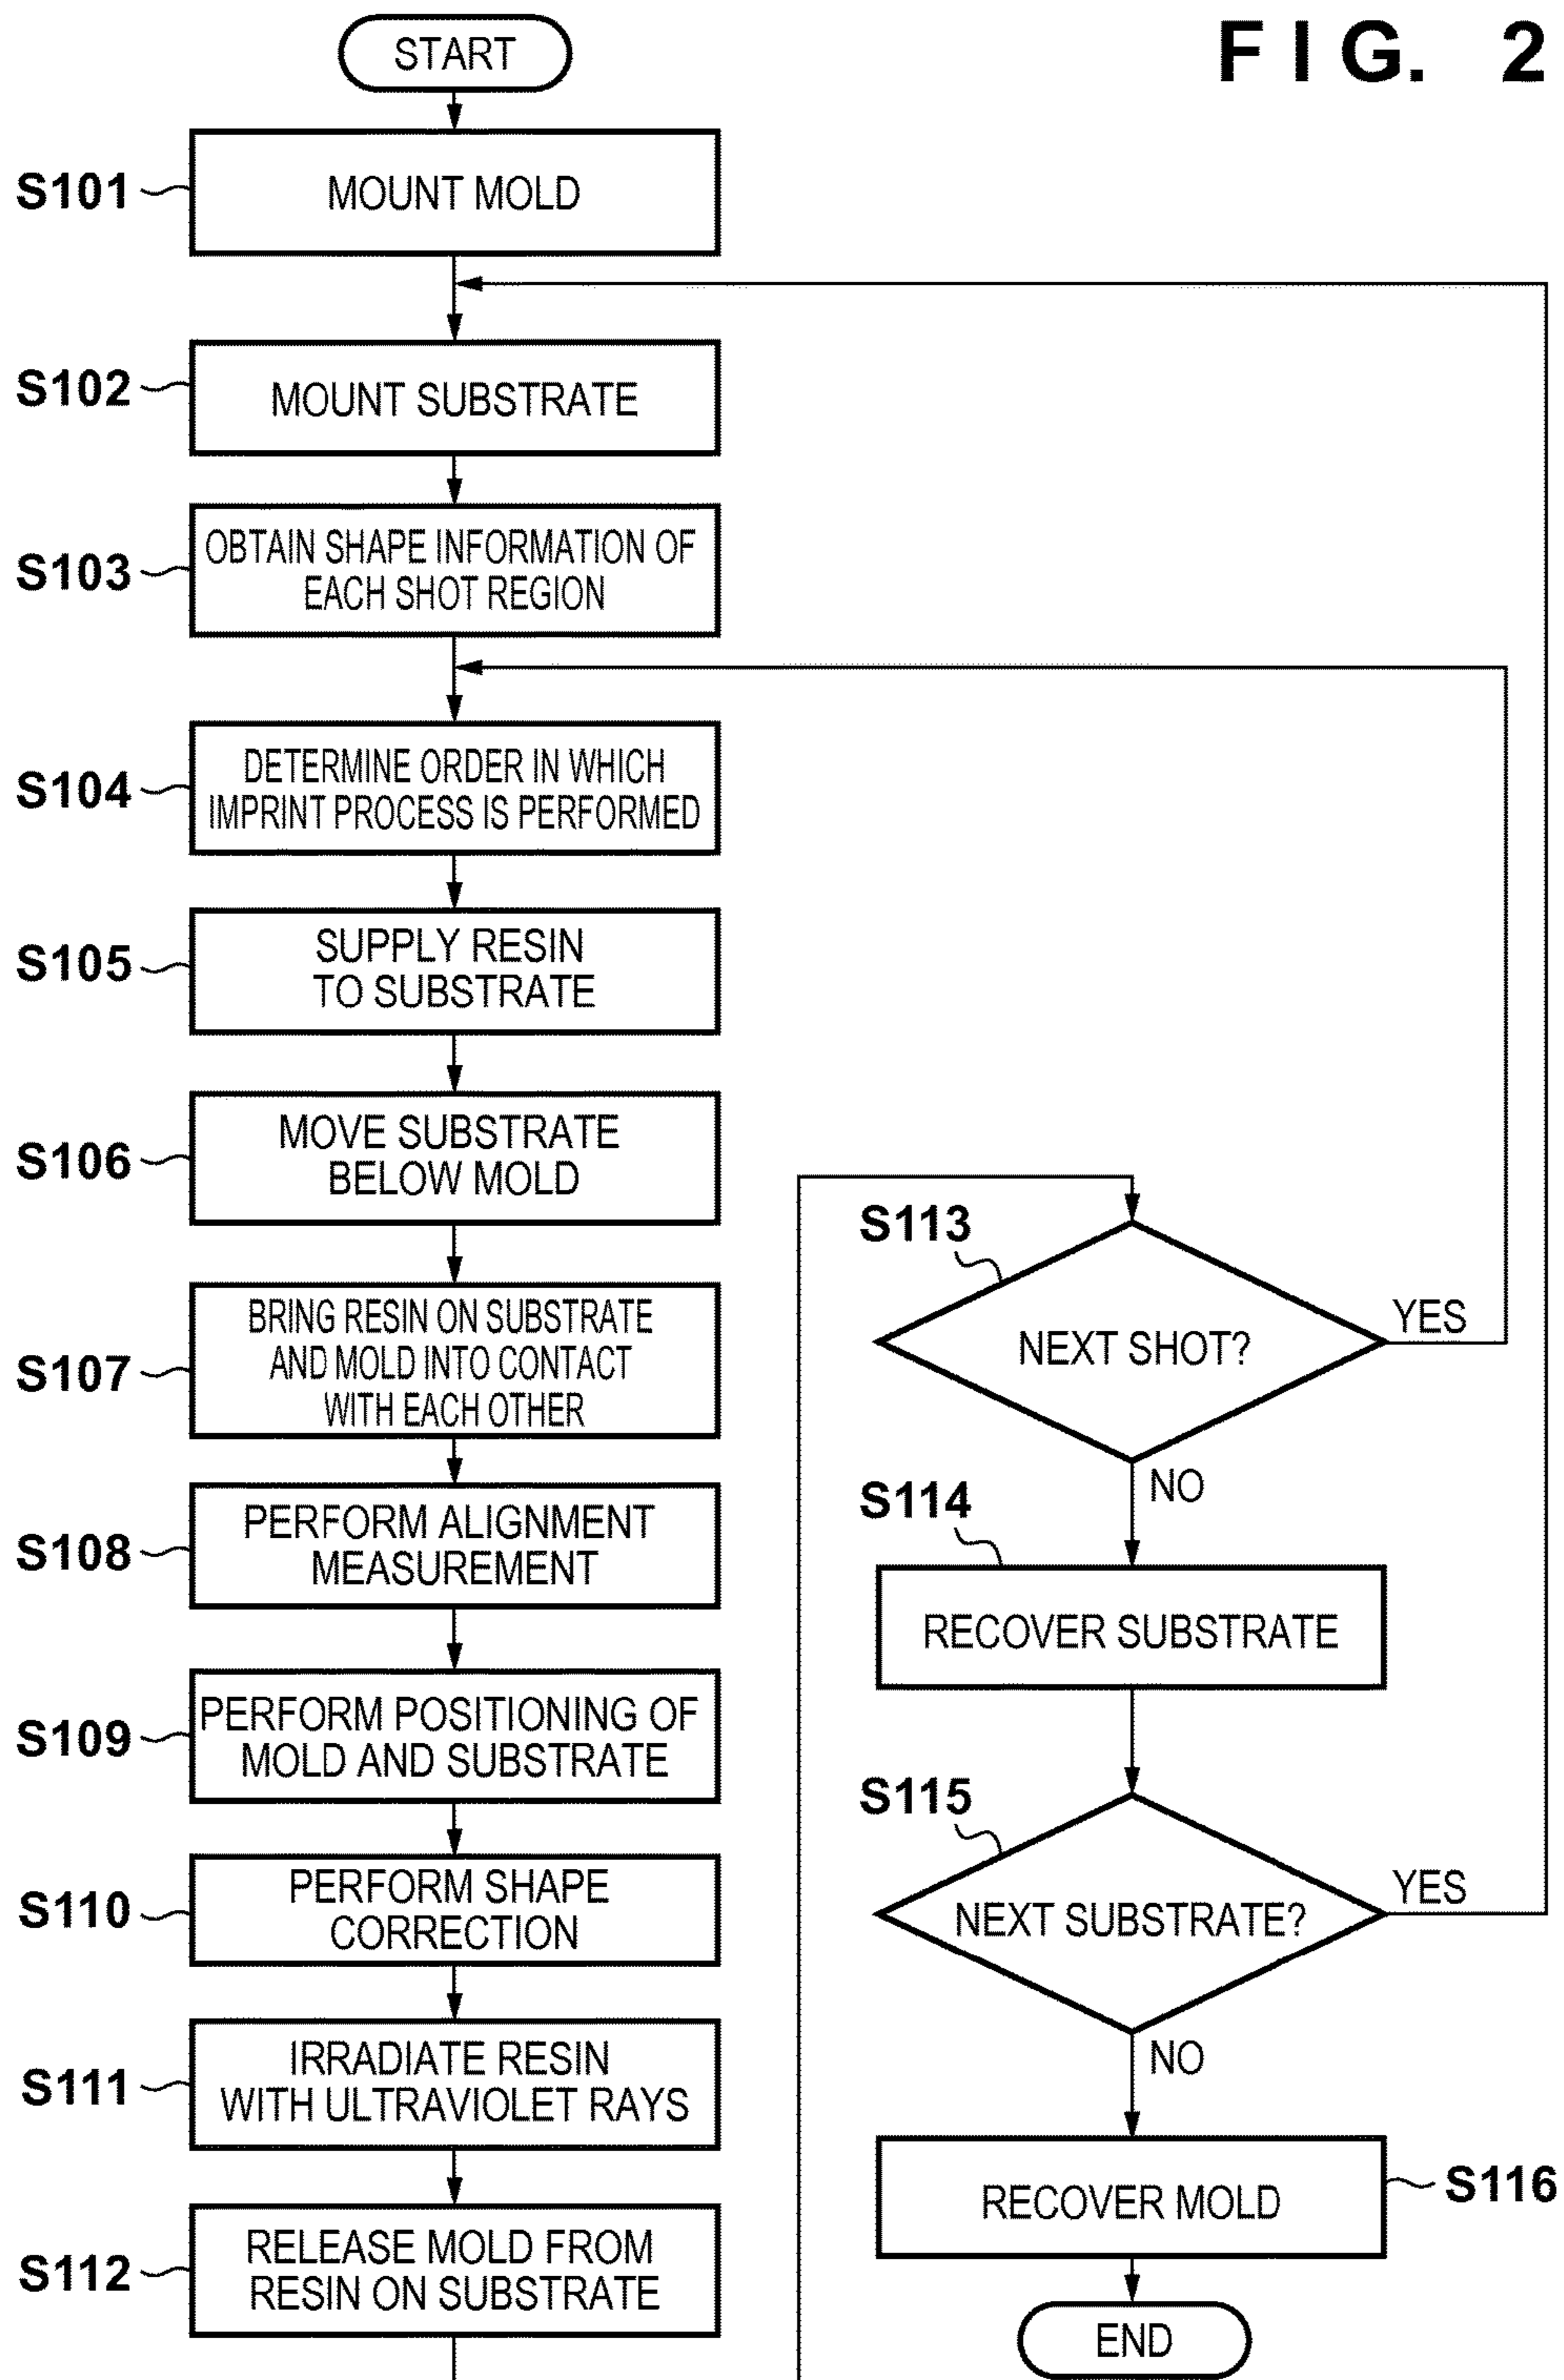 FIG. 2
START
S101
MOUNT MOLD
S102
MOUNT SUBSTRATE
S103
OBTAIN SHAPE INFORMATION OF
EACH SHOT REGION
S104
DETERMINE ORDER IN WHICH
IMPRINT PROCESS IS PERFORMED
S105
SUPPLY RESIN
TO SUBSTRATE
S106
MOVE SUBSTRATE
BELOW MOLD
S107
BRING RESIN ON SUBSTRATE
AND MOLD INTO CONTACT
WITH EACH OTHER
S108
PERFORM ALIGNMENT
MEASUREMENT
S109
PERFORM POSITIONING OF
MOLD AND SUBSTRATE
S110
PERFORM SHAPE
CORRECTION
S111
IRRADIATE RESIN
WITH ULTRAVIOLET RAYS
S112
RELEASE MOLD FROM
RESIN ON SUBSTRATE
S113
NEXT SHOT?
YES
NO
S114
RECOVER SUBSTRATE
S115
NEXT SUBSTRATE?
YES
NO
RECOVER MOLD
S116
END